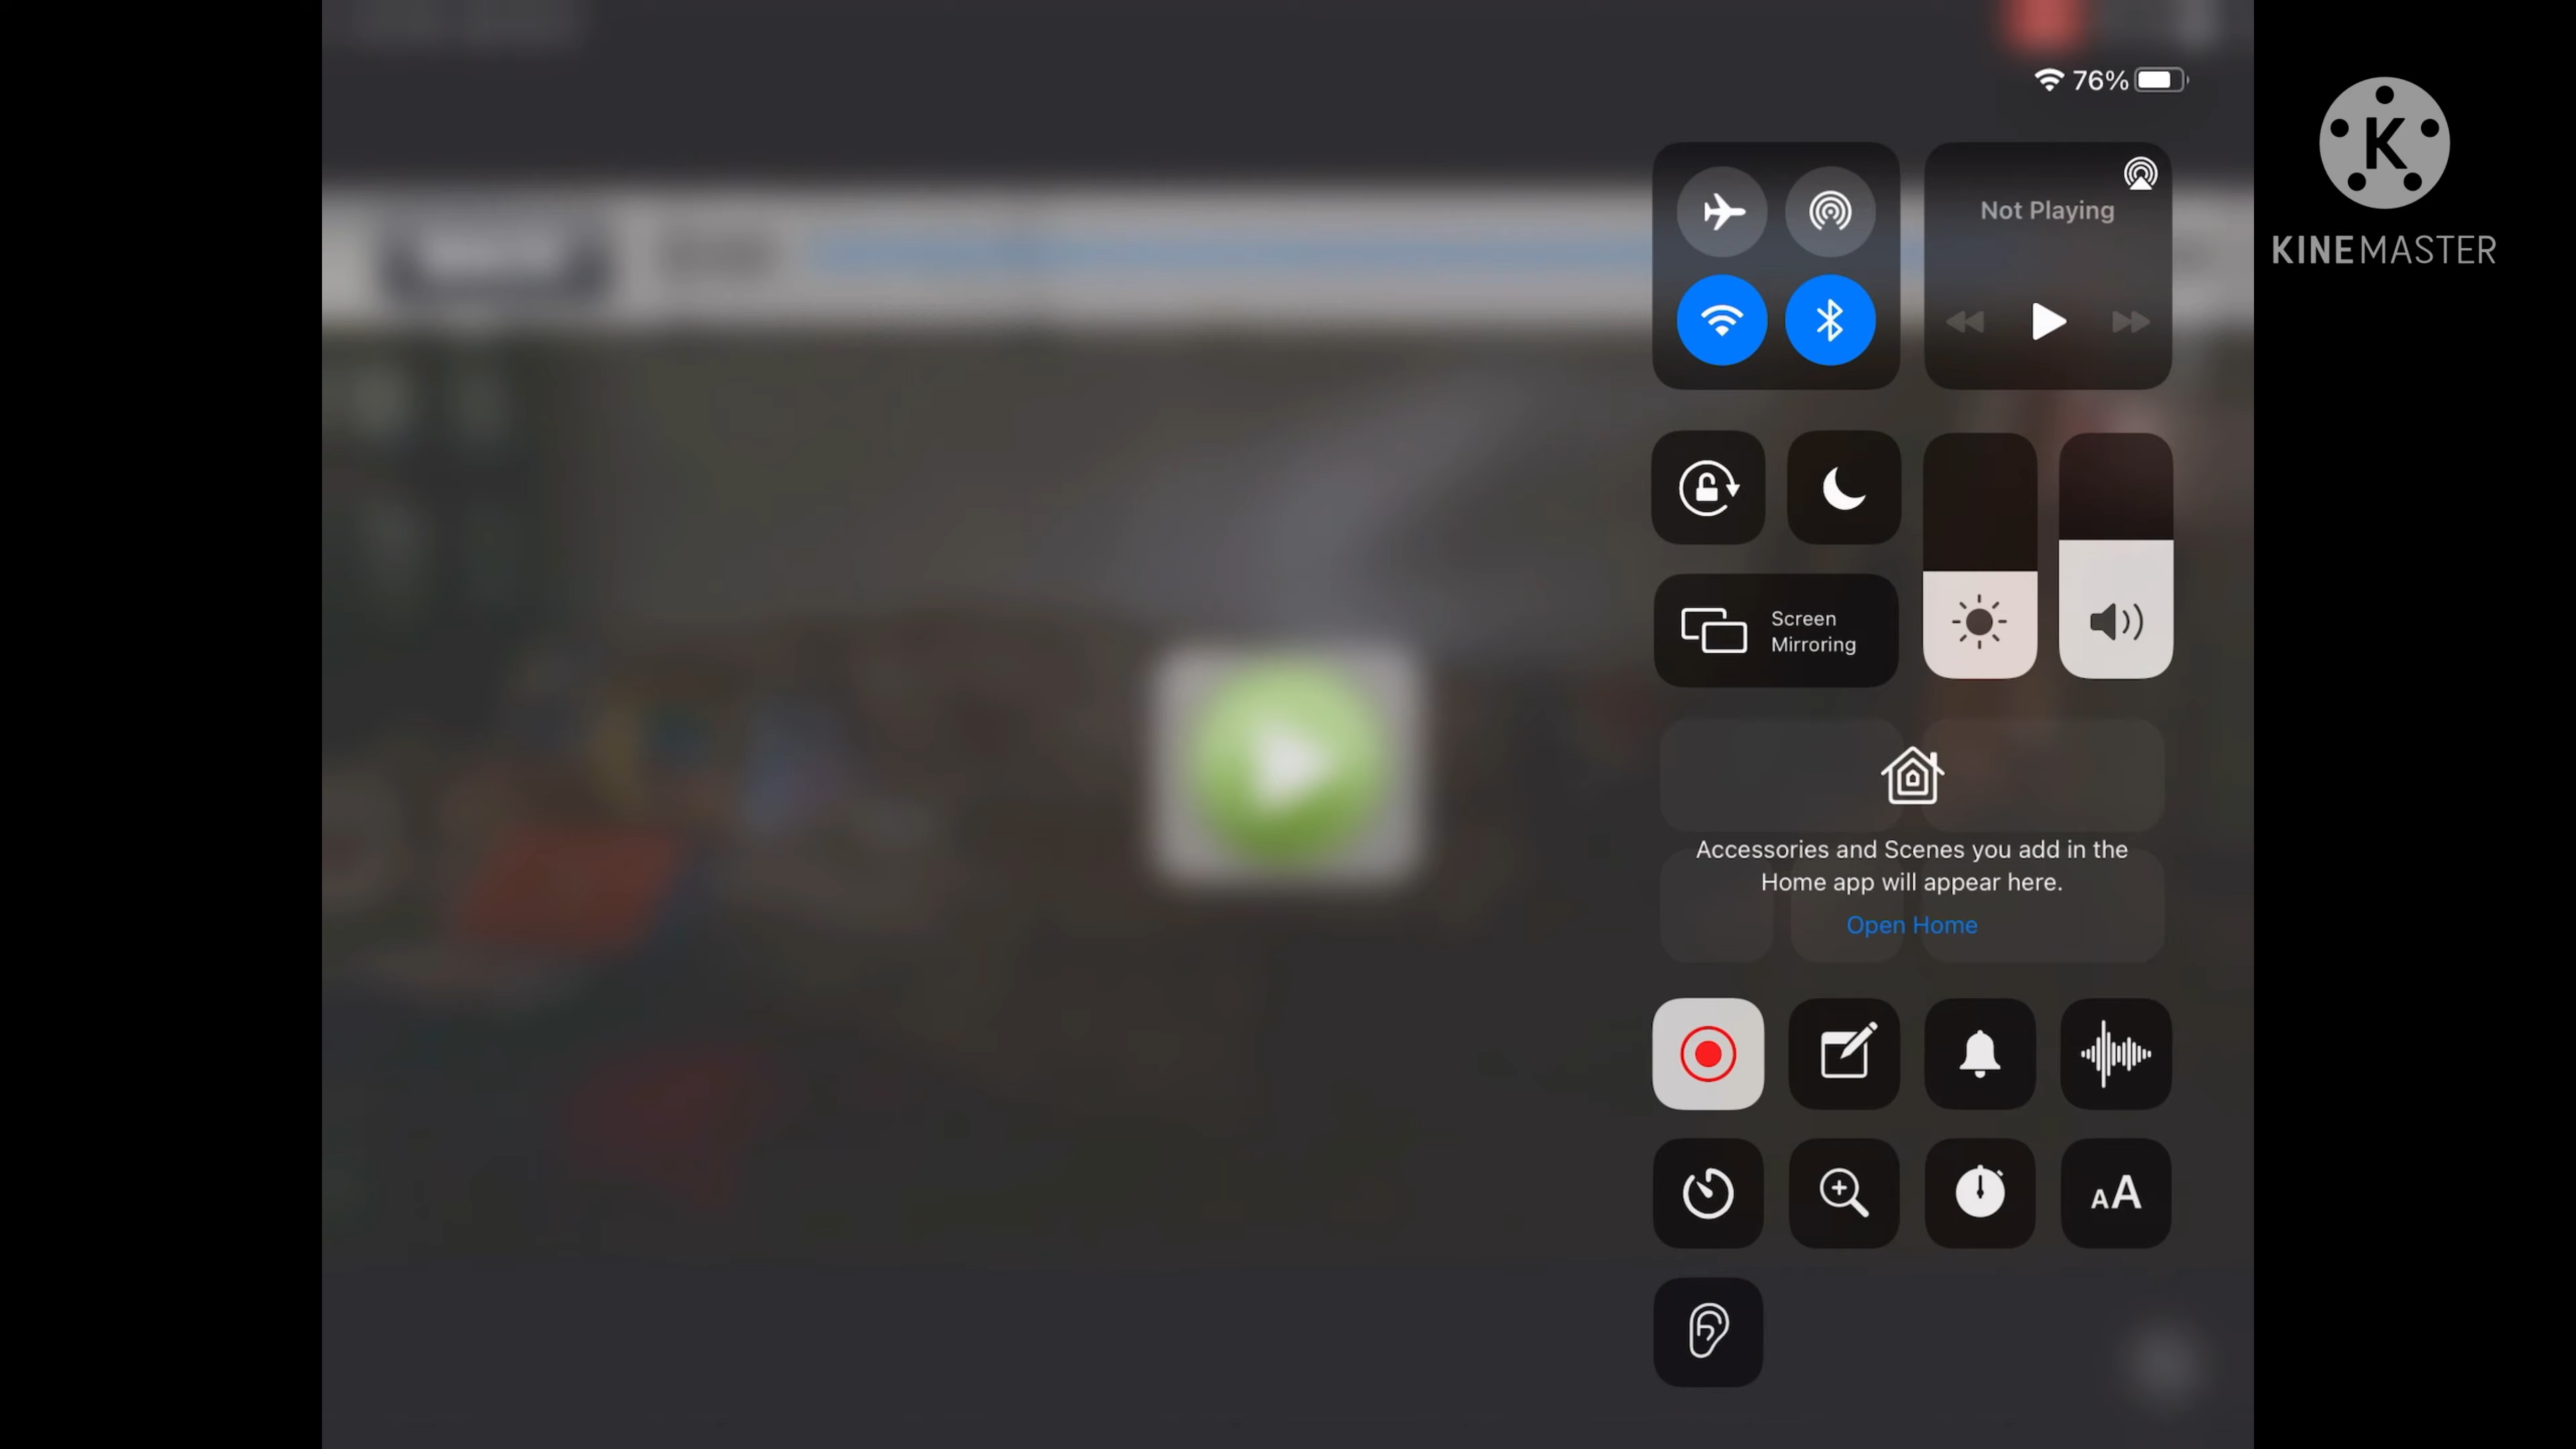 76%
K
KINEMASTER
Not Playing
Screen
Mirroring
Accessories and Scenes you add in the
Home app will appear here.
Open Home
AA